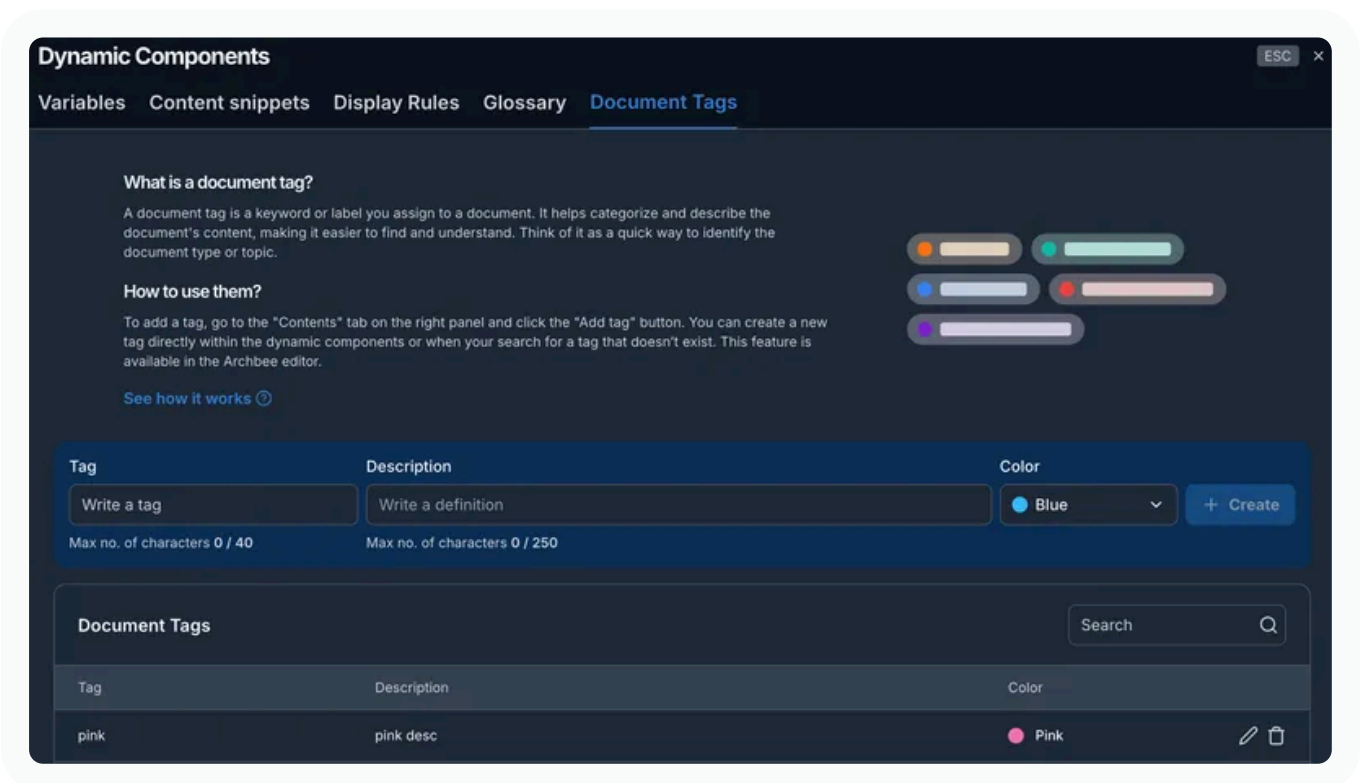 Dynamic Components
ESC ×
Variables Content snippets Display Rules Glossary Document Tags
What is a document tag?
A document tag is a keyword or label you assign to a document. It helps categorize and describe the
document's content, making it easier to find and understand. Think of it as a quick way to identify the
document type or topic.
How to use them?
To add a tag, go to the "Contents" tab on the right panel and click the "Add tag" button. You can create a new
tag directly within the dynamic components or when your search for a tag that doesn't exist. This feature is
available in the Archbee editor.
See how it works
Tag Description Color
Write a tag Write a definition Blue + Create
Max no. of characters 0 / 40 Max no. of characters 0 / 250
Document Tags Search
Tag Description Color
pink pink desc Pink